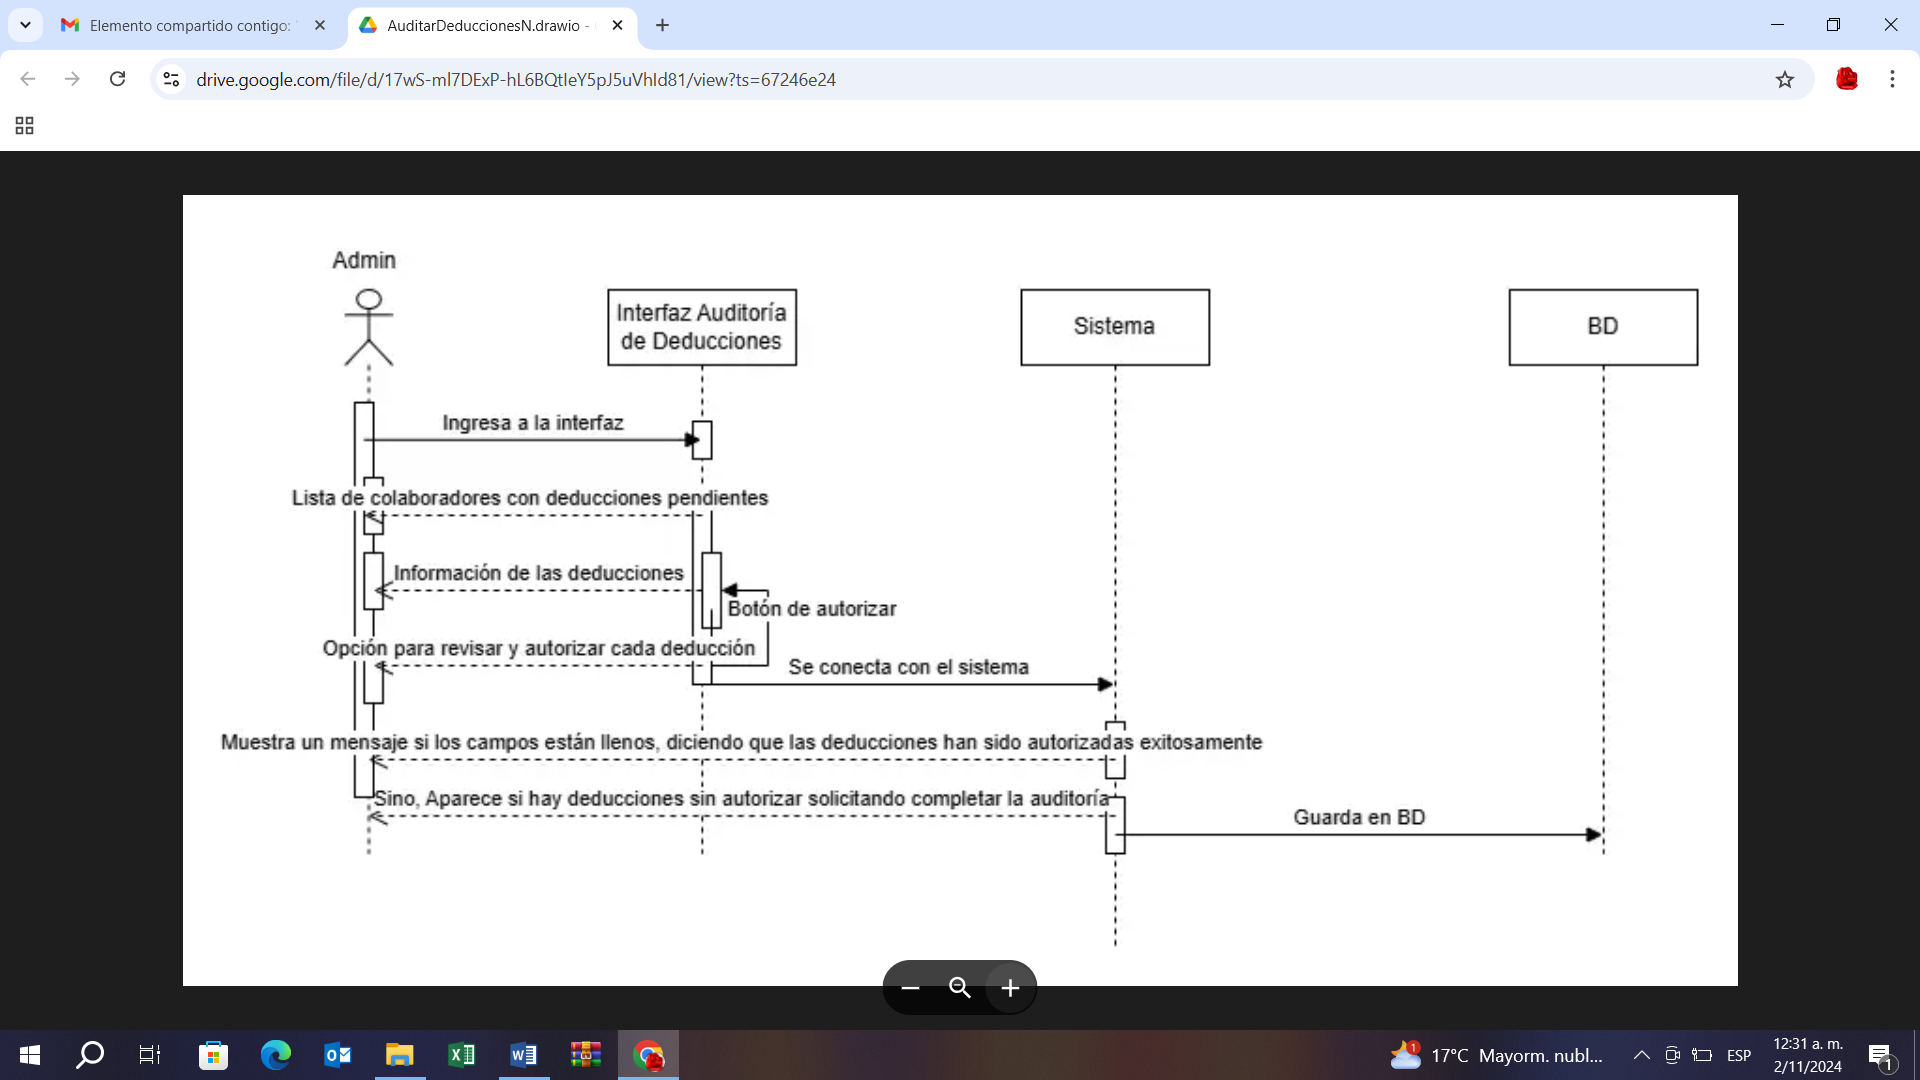 Elemento compartido contigo:
AuditarDeduccionesN.drawio -
drive.google.com/file/d/17wS-ml7DExP-hL6BQtIeY5pJ5uVhId81/view?ts=67246e24
Admin
Interfaz Auditoría
de Deducciones
Sistema
BD
Ingresa a la interfaz
Lista de colaboradores con deducciones pendientes
Información de las deducciones
Botón de autorizar
Opción para revisar y autorizar cada deducción
Se conecta con el sistema
Muestra un mensaje si los campos están llenos, diciendo que las deducciones han sido autorizadas exitosamente
Sino, Aparece si hay deducciones sin autorizar solicitando completar la auditoría
Guarda en BD
1
17°C Mayorm. nubl...
ESP
12:31 a. m.
2/11/2024
1